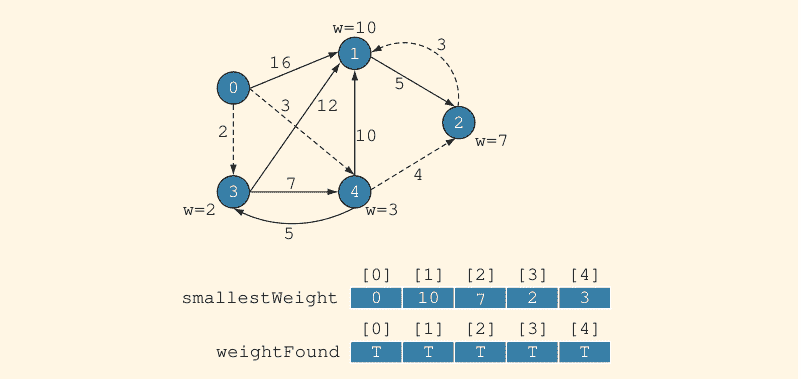 w=10
1
3
16
5
0
3
12
2
10
2
w=7
4
7
3
4
w=2
w=3
5
[0] [1] [2] [3] [4]
smallestWeight 0 10 7 2 3
[0] [1] [2] [3] [4]
weightFound T T T T T